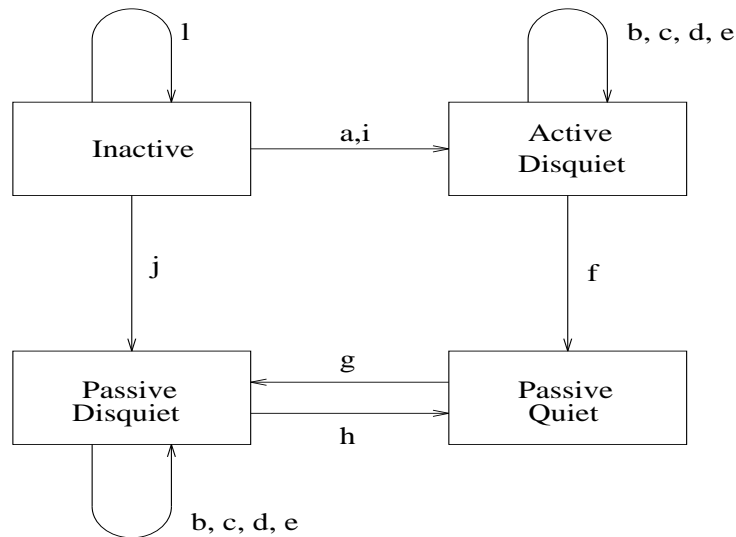 l
b, c, d, e
Inactive
a,i
Active
Disquiet
j
f
Passive
Disquiet
g
h
Passive
Quiet
b, c, d, e